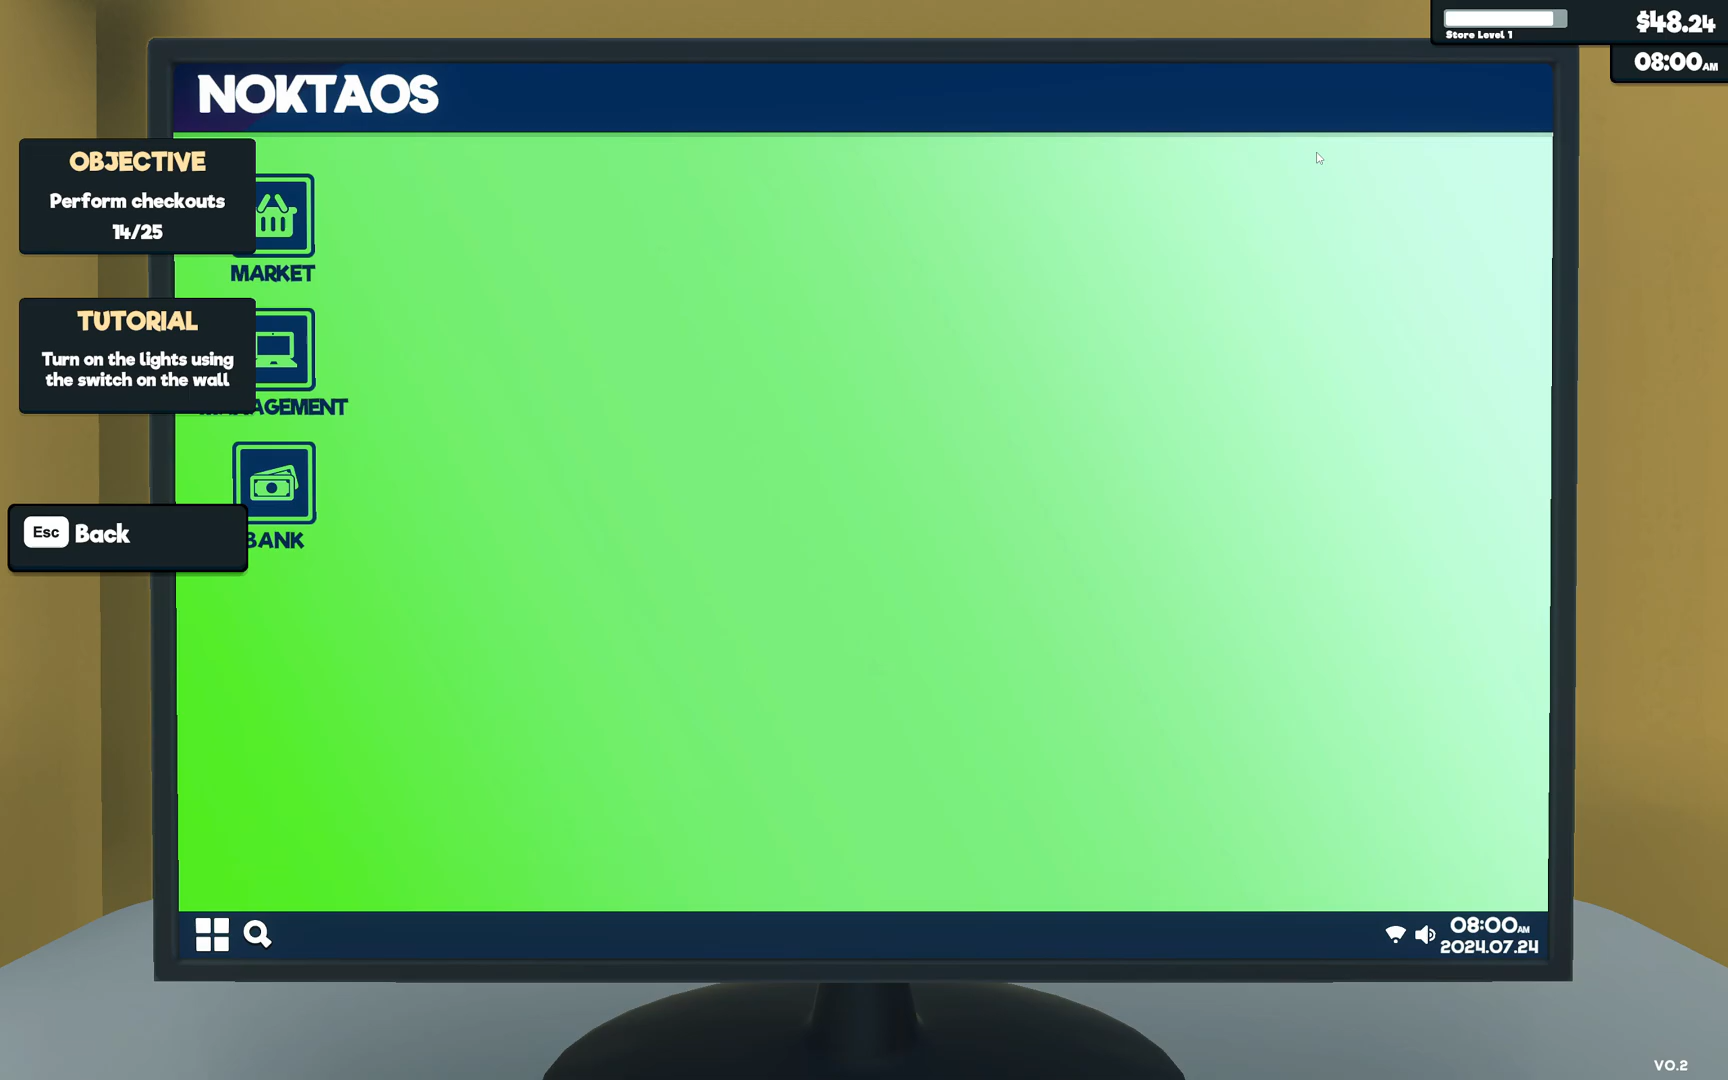 $48.24
Store Level 1
08:00AM
NOKTAOS
OBJECTIVE
Perform checkouts
14/25
MARKET
TUTORIAL
Turn on the lights using
the switch on the wall
MANAGEMENT
Esc Back
BANK
08:00AM
2024.07.24
V0.2